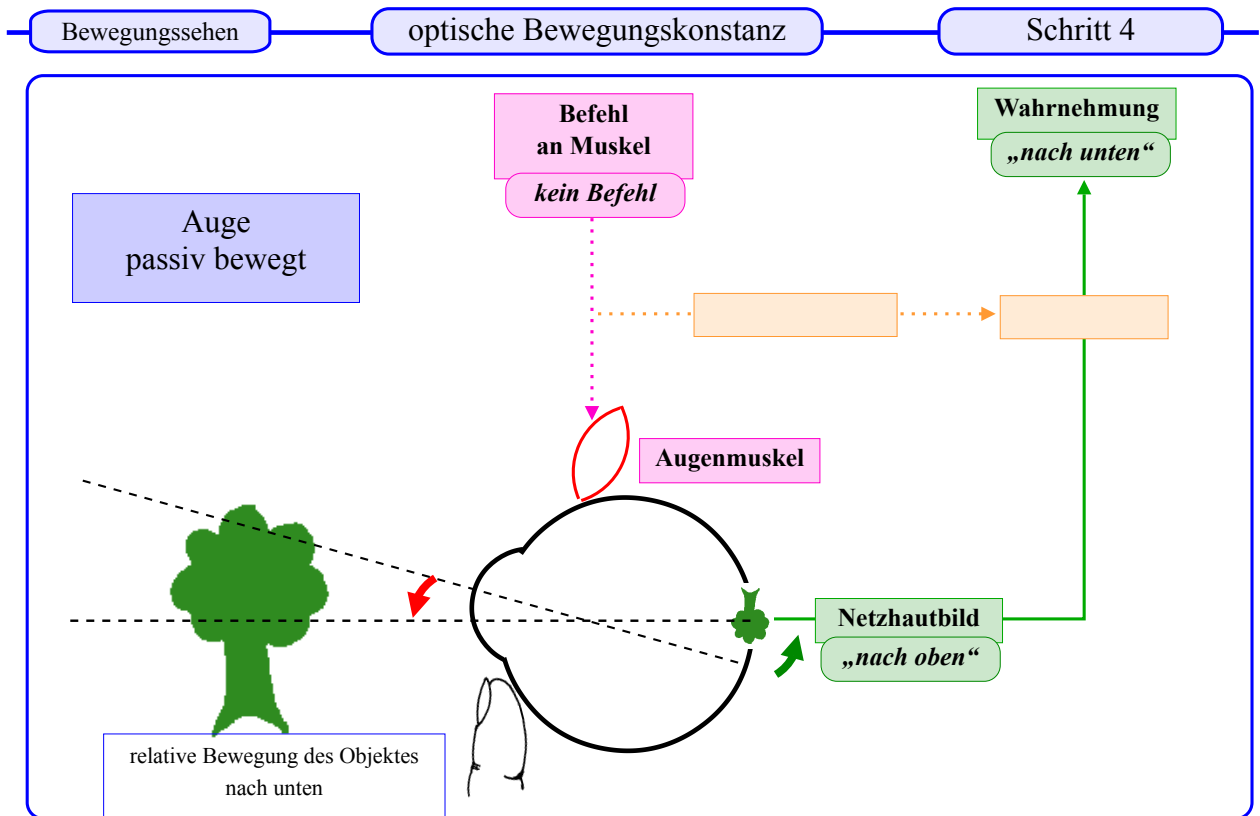 Bewegungssehen
optische Bewegungskonstanz
Schritt 4
Befehl
an Muskel
kein Befehl
Wahrnehmung
„nach unten“
Auge
passiv bewegt
Augenmuskel
Netzhautbild
„nach oben“
relative Bewegung des Objektes
nach unten